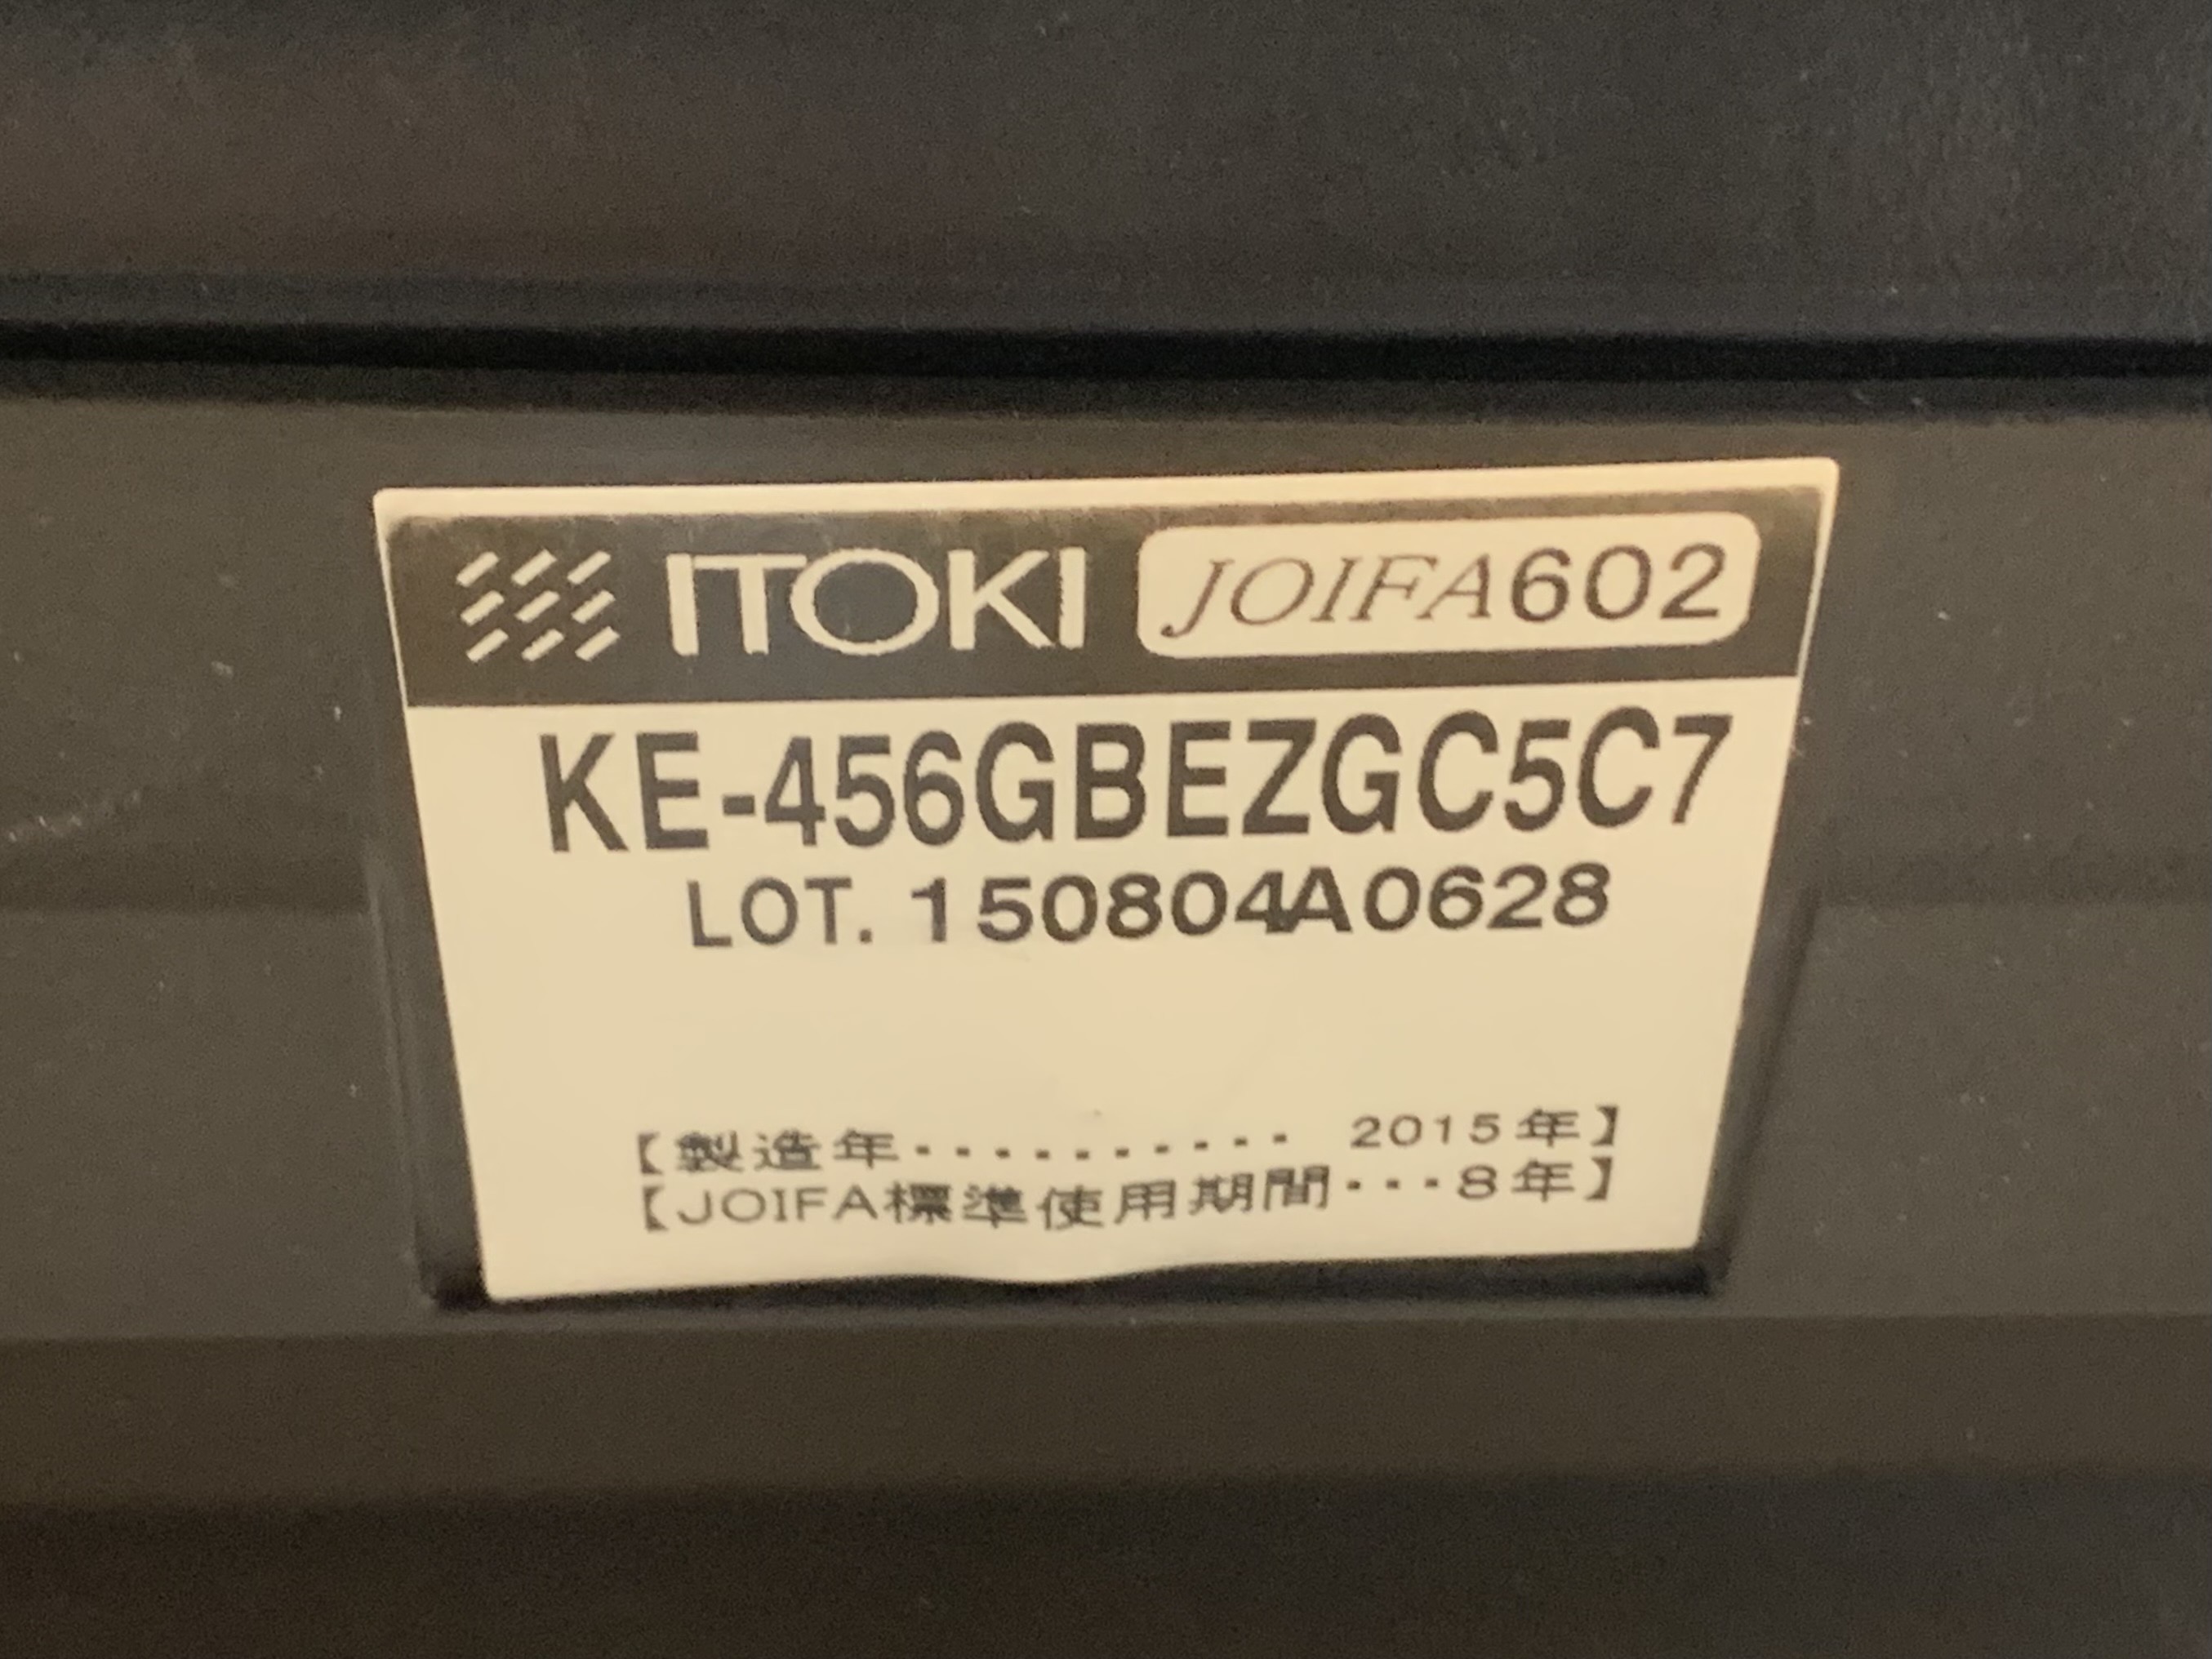 ITOKI JOIFA602
KE-456GBEZGC5C7
LOT. 150804A0628
【製造年・・・・・・・・・・ 2015年】
【JOIFA標準使用期間・・・8年】